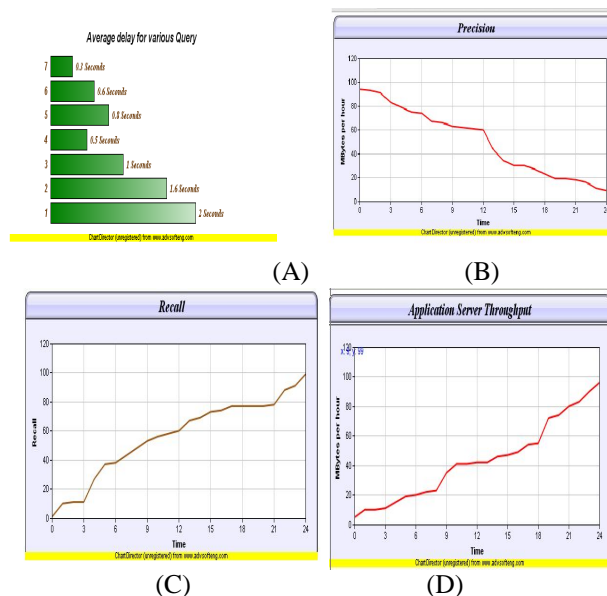 Average delay for various Query
7 0.3 Seconds
6 0.6 Seconds
5 0.8 Seconds
4 0.5 Seconds
3 1 Seconds
2 1.6 Seconds
1 2 Seconds
ChartDirector (unregistered) from www.advsofteng.com
(A)
Precision
MBytes per hour
120
100
80
60
40
20
0
0 3 6 9 12 15 18 21 24
Time
ChartDirector (unregistered) from www.advsofteng.com
(B)
Recall
Recall
120
100
80
60
40
20
0
0 3 6 9 12 15 18 21 24
Time
ChartDirector (unregistered) from www.advsofteng.com
(C)
Application Server Throughput
x: 9, y: 99
MBytes per hour
120
100
80
60
40
20
0
0 3 6 9 12 15 18 21 24
Time
ChartDirector (unregistered) from www.advsofteng.com
(D)